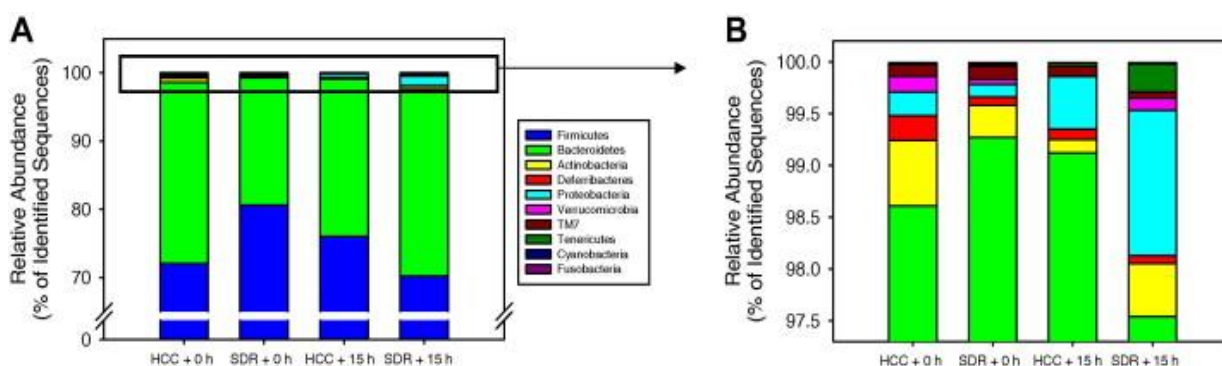 A
Relative Abundance
(% of Identified Sequences)
100
90
80
70
0
HCC + 0 h
SDR + 0 h
HCC + 15 h
SDR + 15 h
Firmicutes
Bacteroidetes
Actinobacteria
Deferribacteres
Proteobacteria
Verrucomicrobia
TM7
Tenericutes
Cyanobacteria
Fusobacteria
B
Relative Abundance
(% of Identified Sequences)
100.0
99.5
99.0
98.5
98.0
97.5
HCC + 0 h
SDR + 0 h
HCC + 15 h
SDR + 15 h